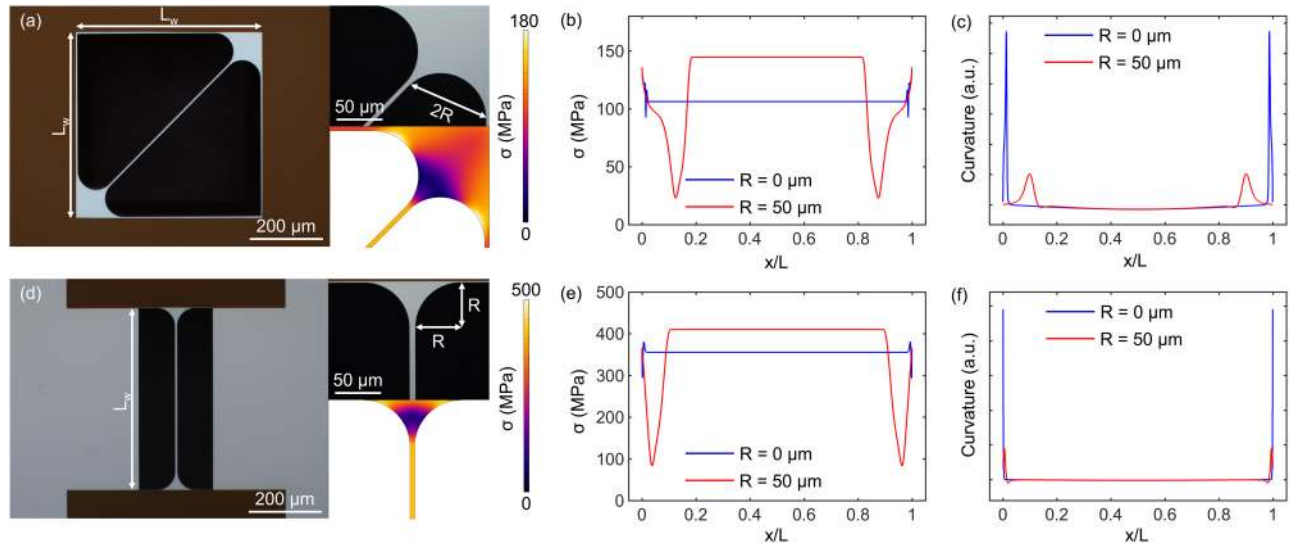 (a)
L_w
L_w
200 µm
50 µm
2R
180
σ (MPa)
0
(b)
150
100
50
0
σ (MPa)
R = 0 µm
R = 50 µm
0 0.2 0.4 0.6 0.8 1
x/L
(c)
Curvature (a.u.)
R = 0 µm
R = 50 µm
0 0.2 0.4 0.6 0.8 1
x/L
(d)
L_w
200 µm
R
R
50 µm
500
σ (MPa)
0
(e)
500
400
300
200
100
0
σ (MPa)
R = 0 µm
R = 50 µm
0 0.2 0.4 0.6 0.8 1
x/L
(f)
Curvature (a.u.)
R = 0 µm
R = 50 µm
0 0.2 0.4 0.6 0.8 1
x/L